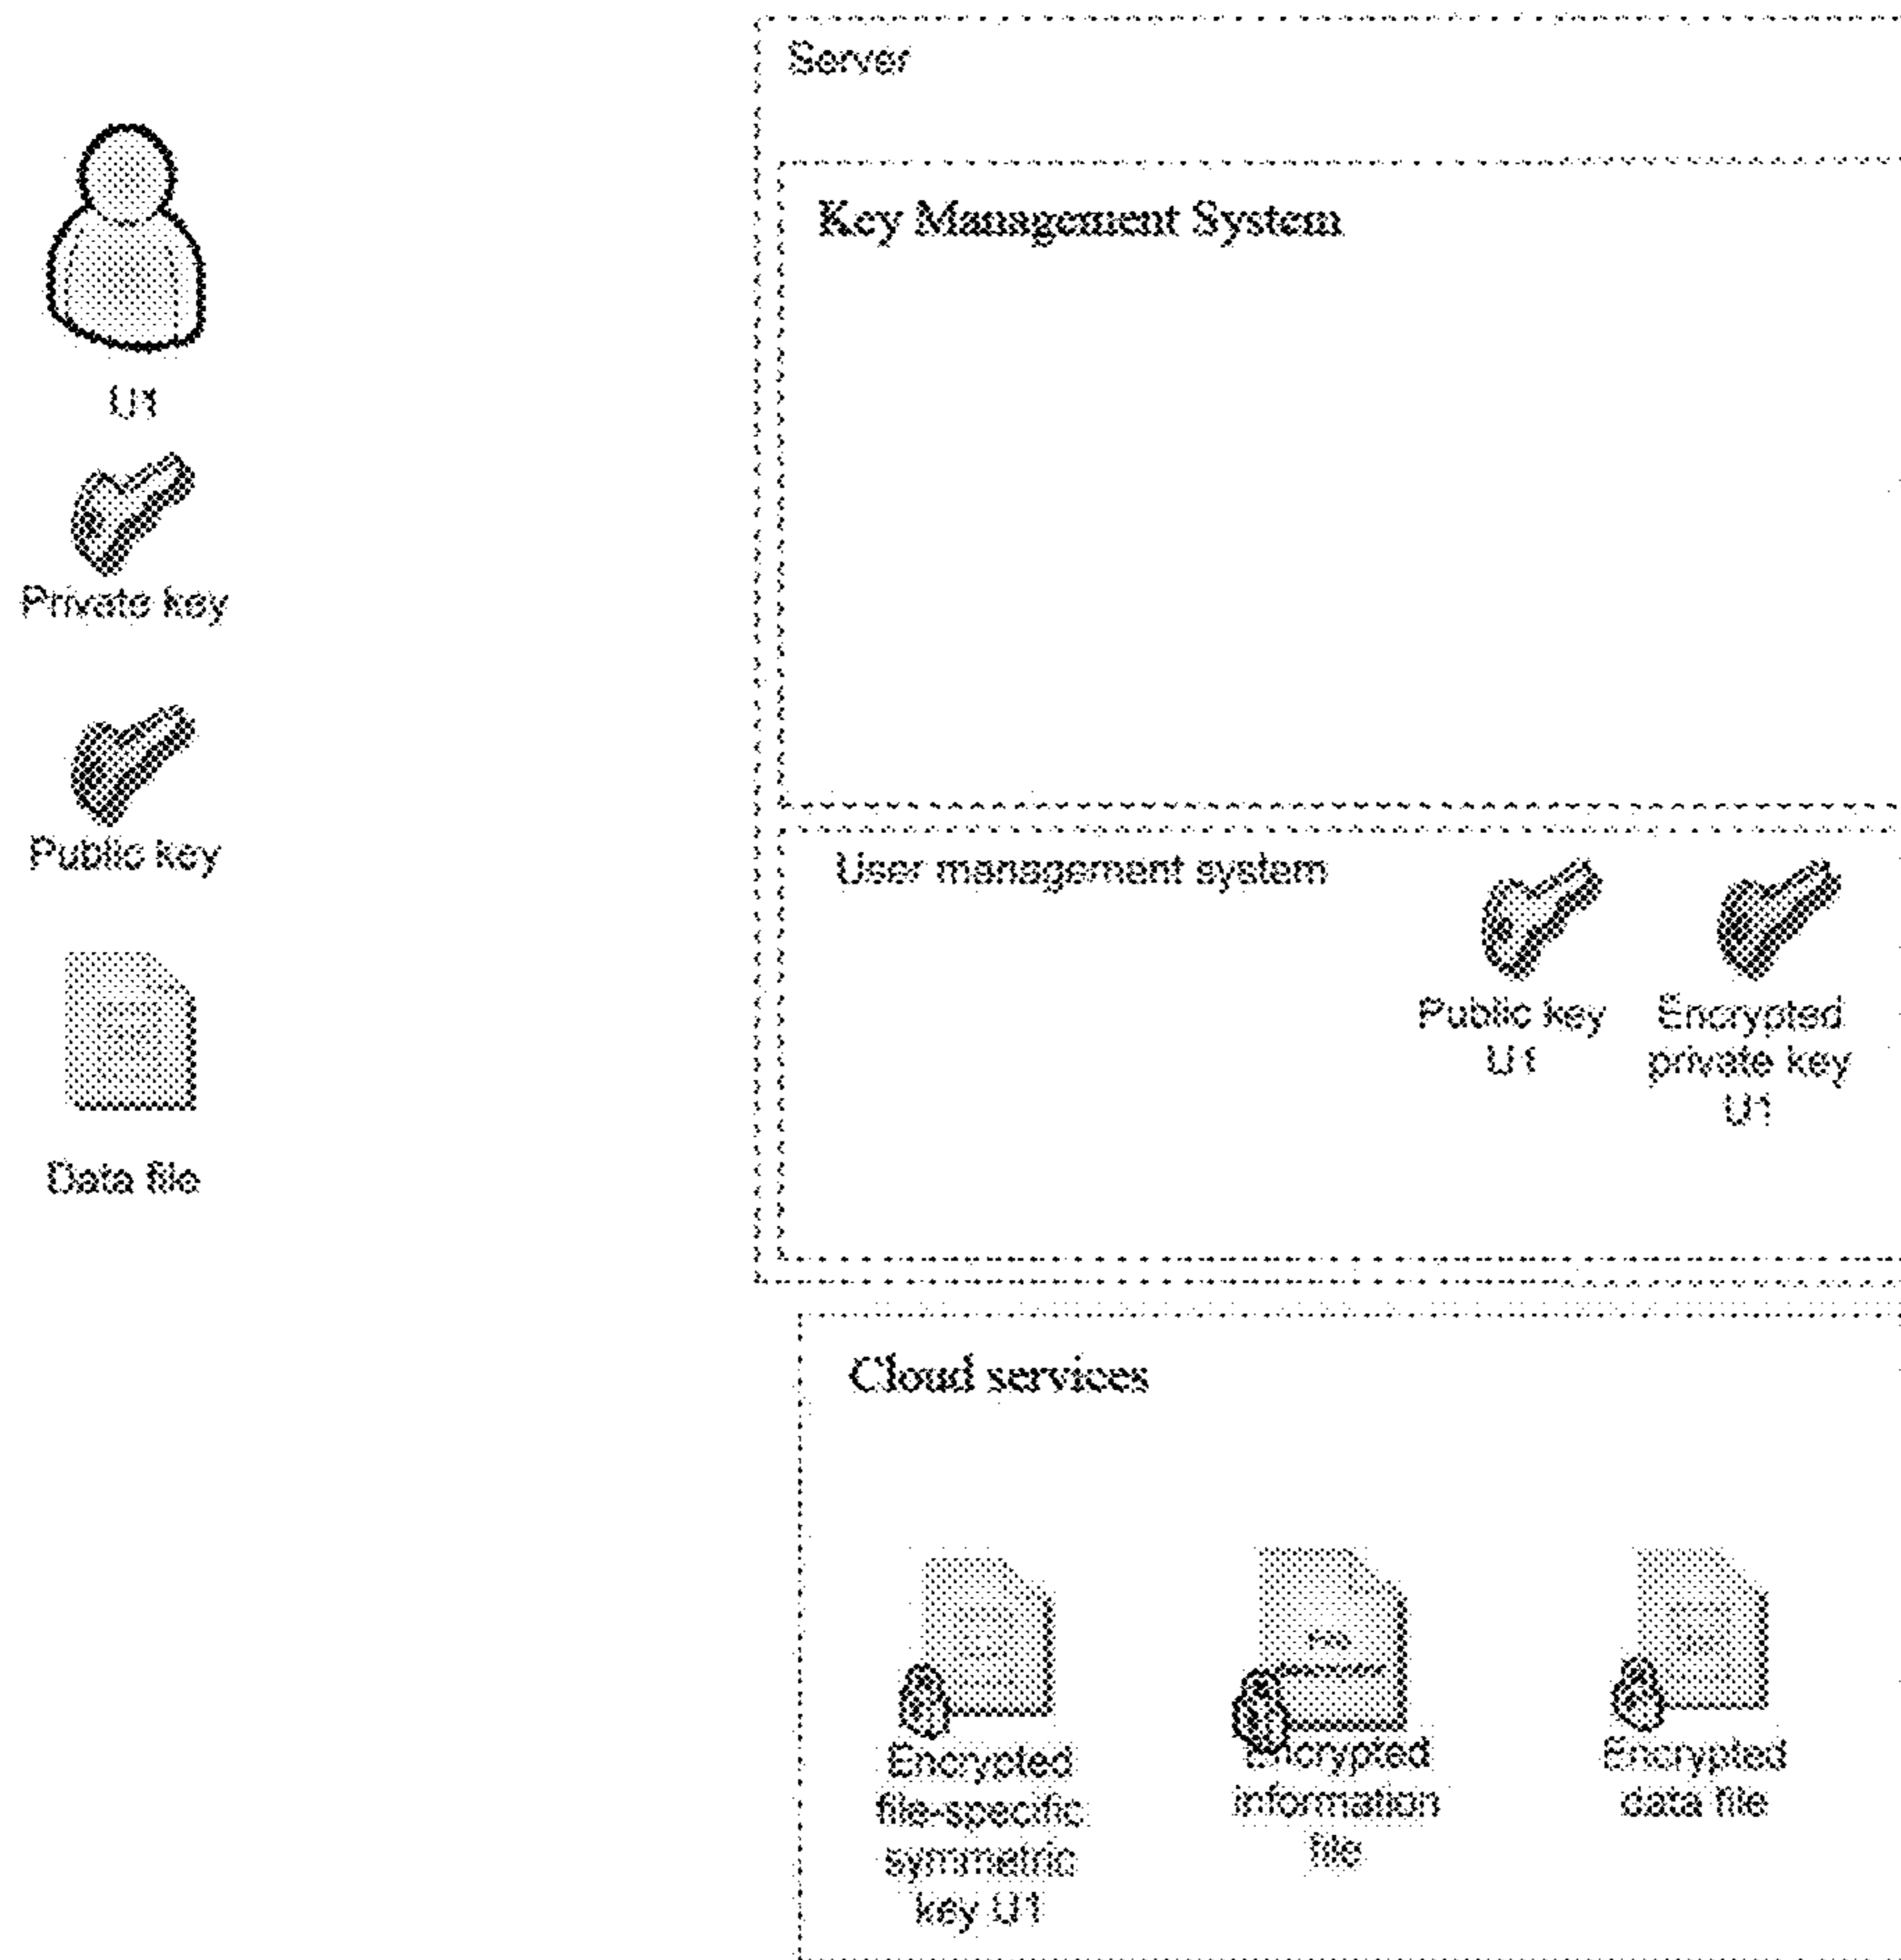 Server
Key Management System
U1
Private key
Public key
User management system
Public key
U1
Encrypted
private key
U1
Data file
Cloud services
Encrypted
file-specific
symmetric
key U1
Encrypted
information
file
Encrypted
data file